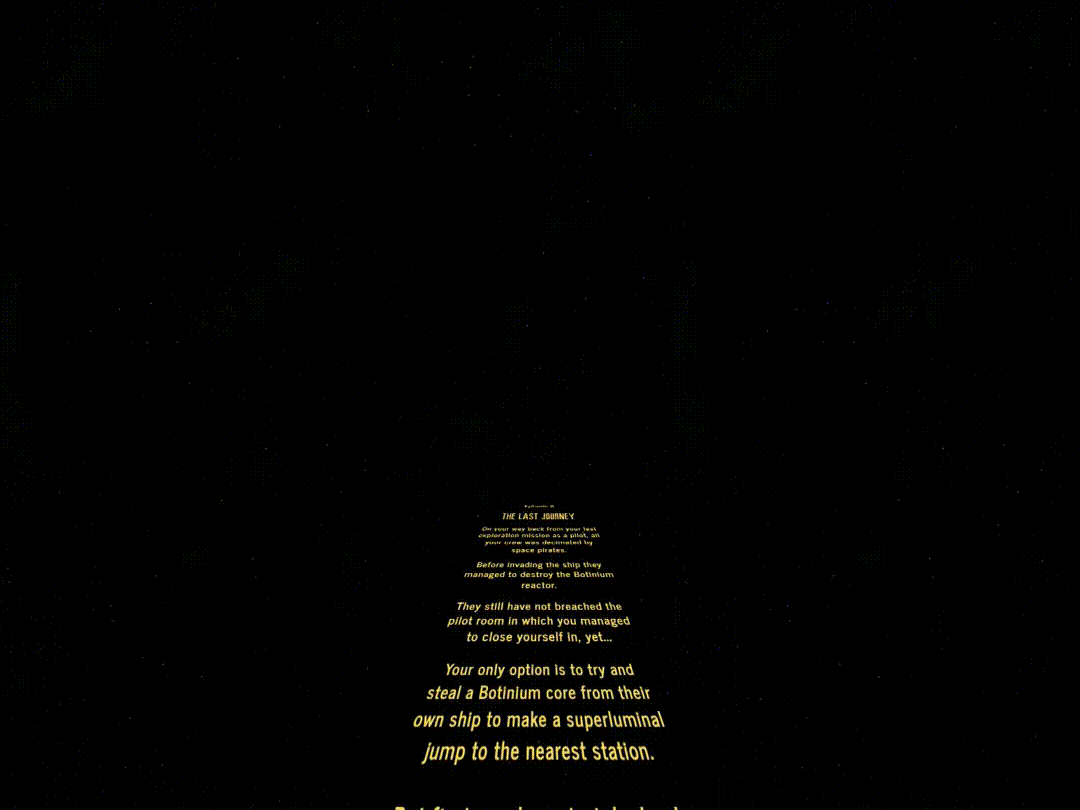 THE LAST JOURNEY
On your way back from your last
exploration mission as a pilot, all
your crew was decimated by
space pirates.
Before invading the ship they
managed to destroy the Botinium
reactor.
They still have not breached the
pilot room in which you managed
to close yourself in, yet...
Your only option is to try and
steal a Botinium core from their
own ship to make a superluminal
jump to the nearest station.